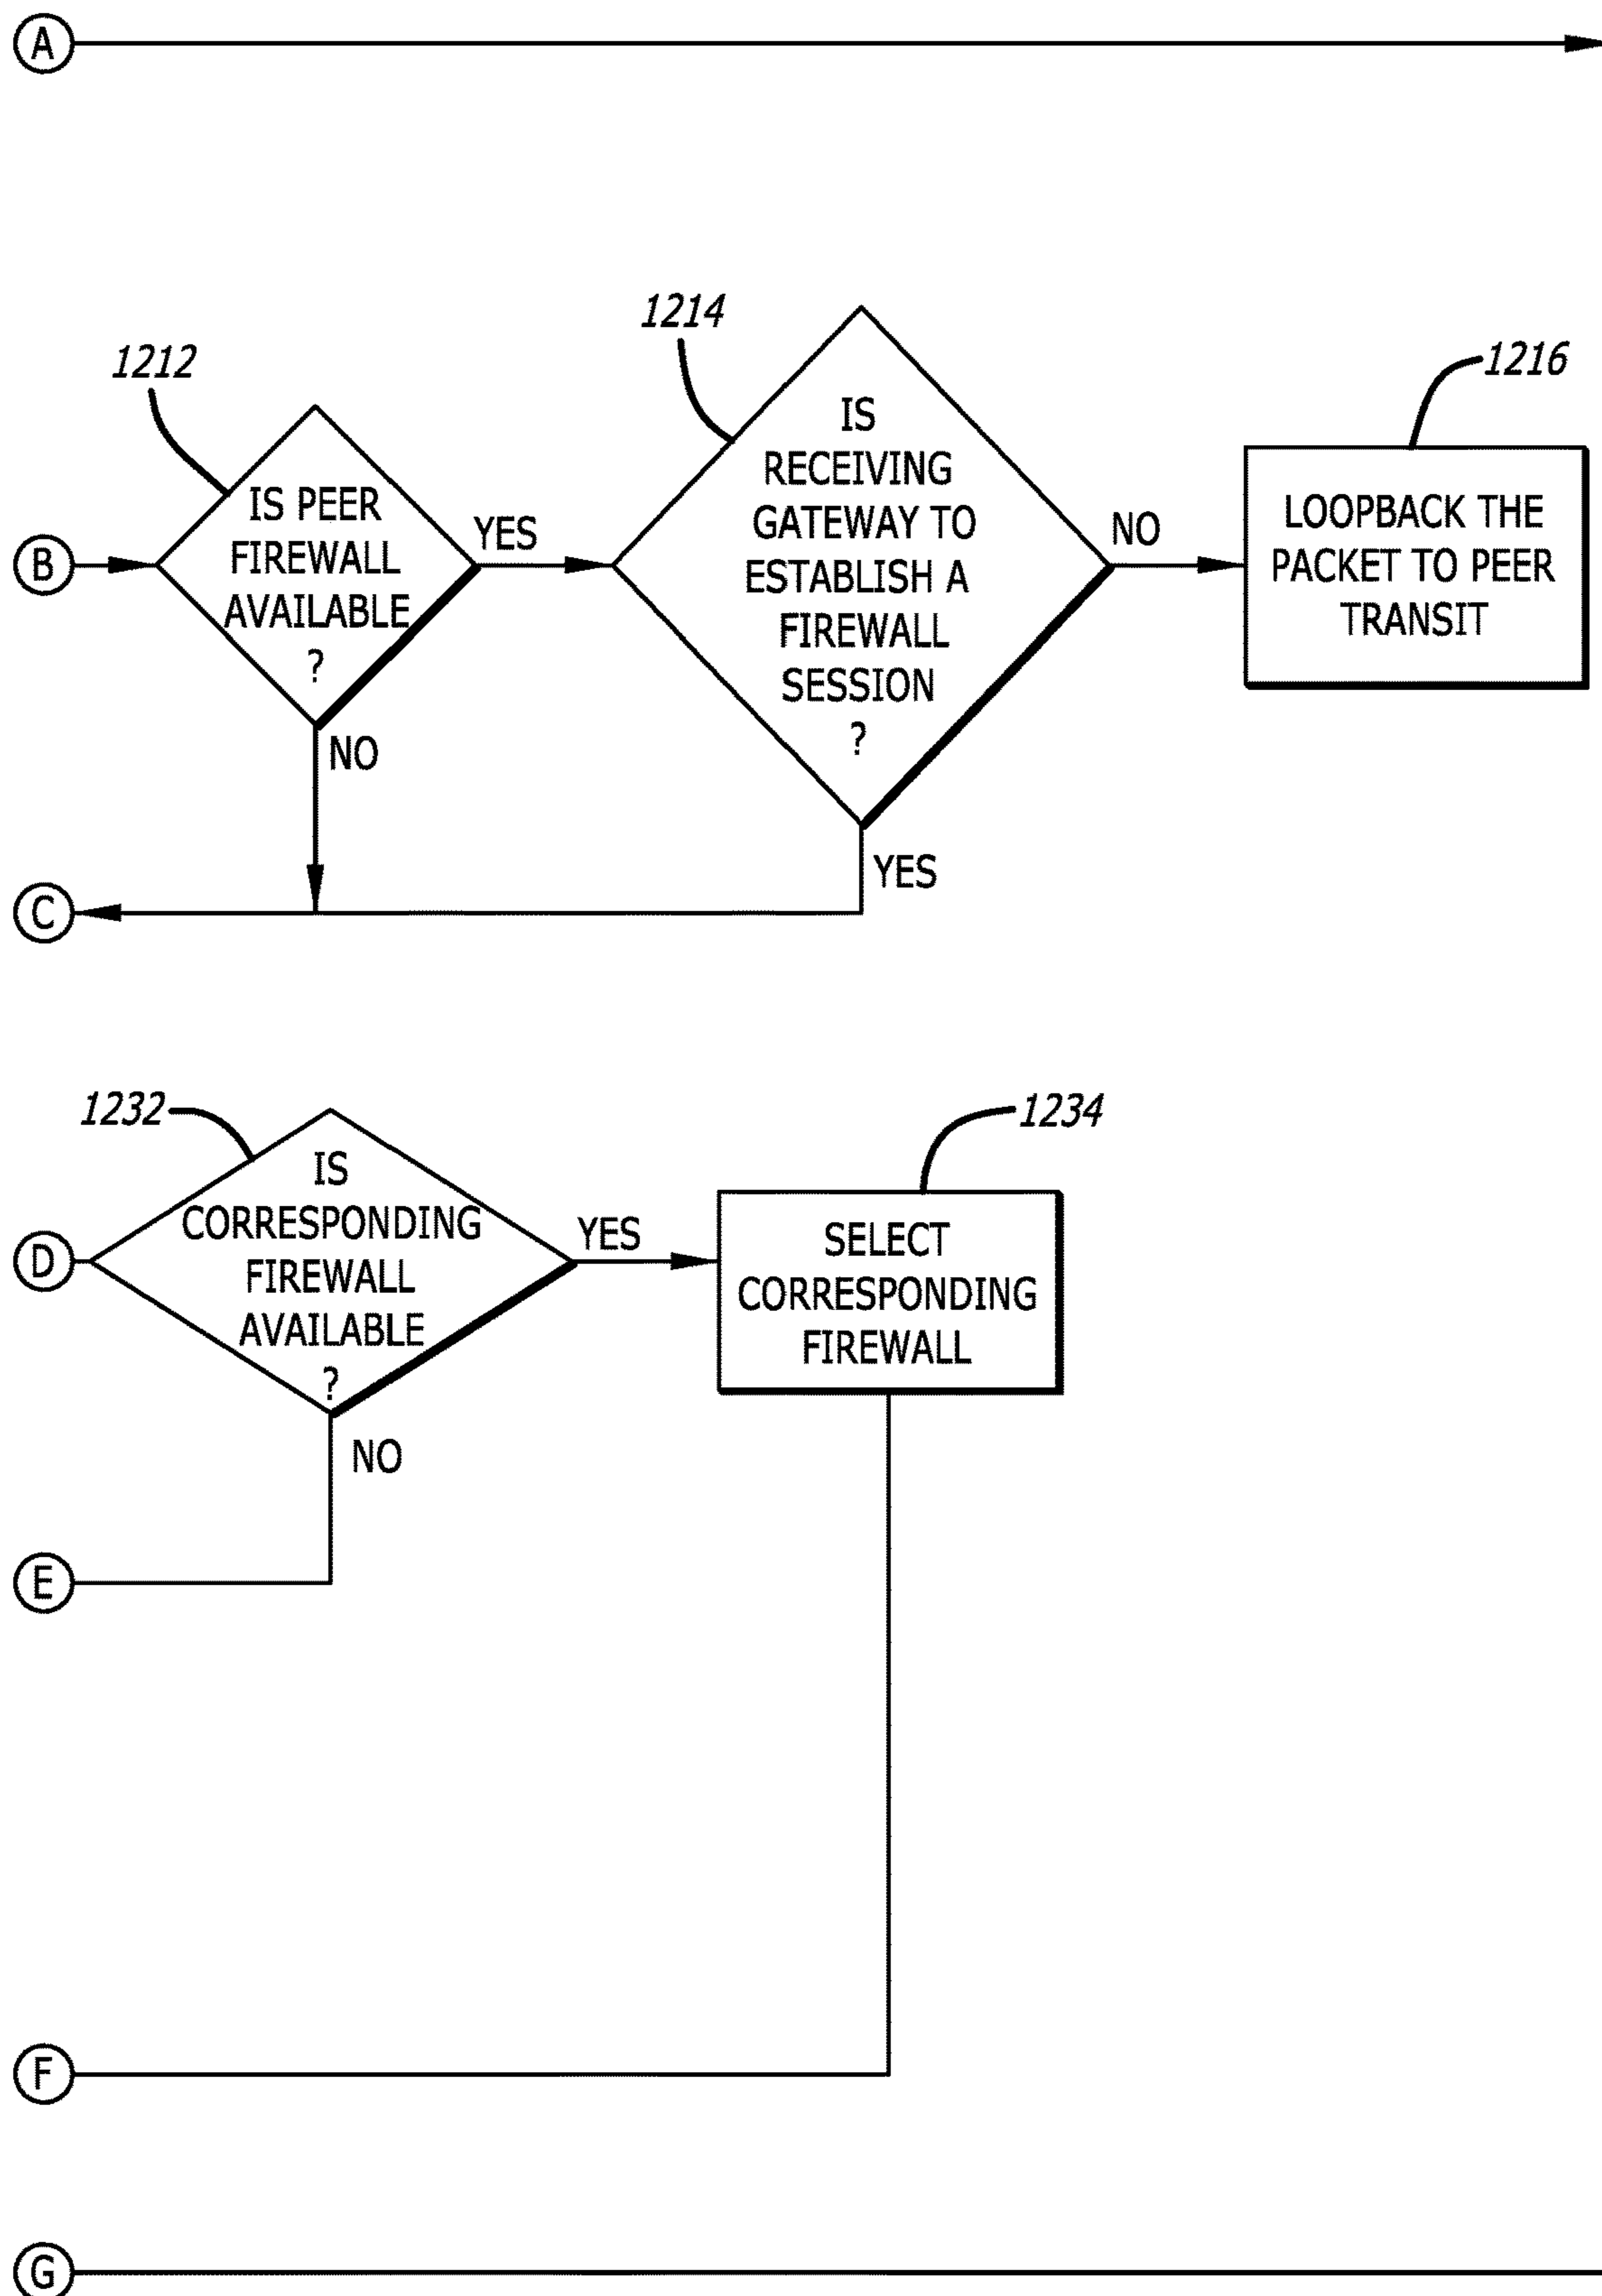 A
1212
1214
1216
B
IS PEER
FIREWALL
AVAILABLE
?
YES
NO
IS
RECEIVING
GATEWAY TO
ESTABLISH A
FIREWALL
SESSION
?
NO
YES
LOOPBACK THE
PACKET TO PEER
TRANSIT
C
1232
1234
D
IS
CORRESPONDING
FIREWALL
AVAILABLE
?
YES
NO
SELECT
CORRESPONDING
FIREWALL
E
F
G